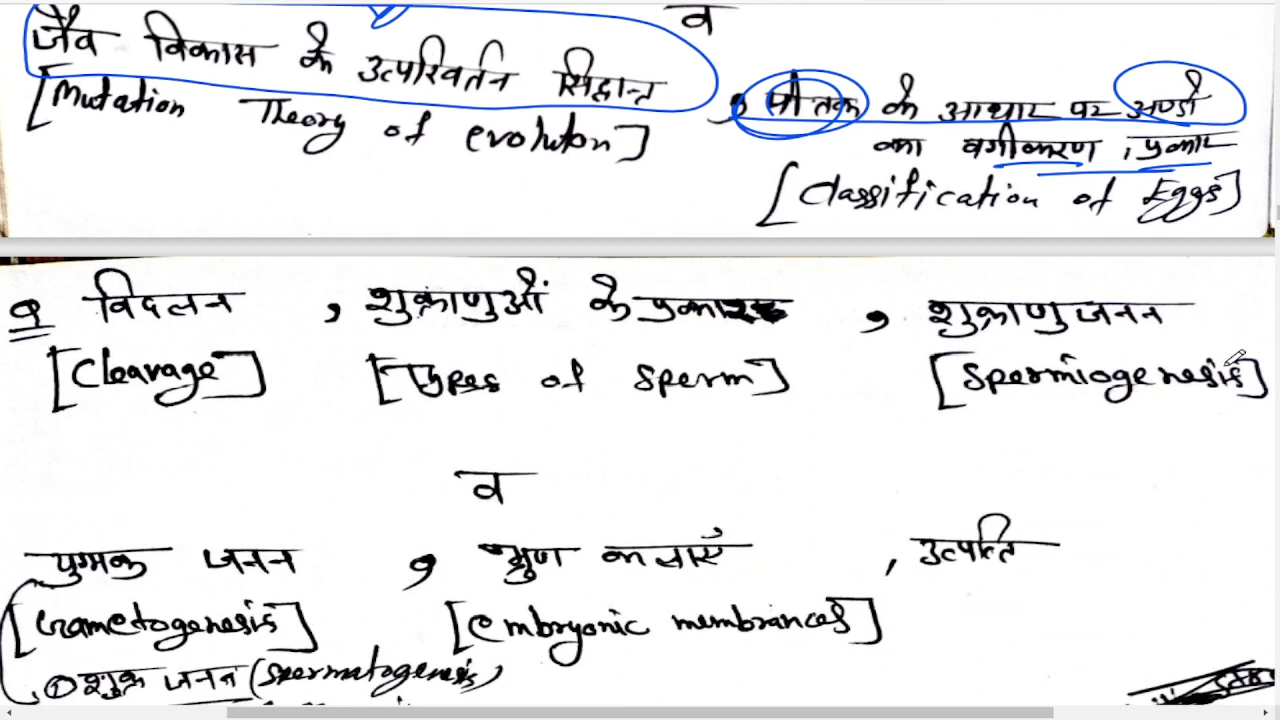 व
जैव विकास के उत्परिवर्तन सिद्धान्त
[Mutation Theory of evolution]
, पीतक के आधार पर अण्डों
का वर्गीकरण, प्रकार
[Classification of Eggs]
Q विदलन , शुक्राणुओं के प्रकार , शुक्राणुजनन
[Cleavage] [Types of Sperm] [Spermiogenesis]
व
युग्मक जनन , भ्रुण कलाएँ , उत्पत्ति
[Gametogenesis] [embryonic membrances]
① शुक्र जनन (Spermatogenesis,